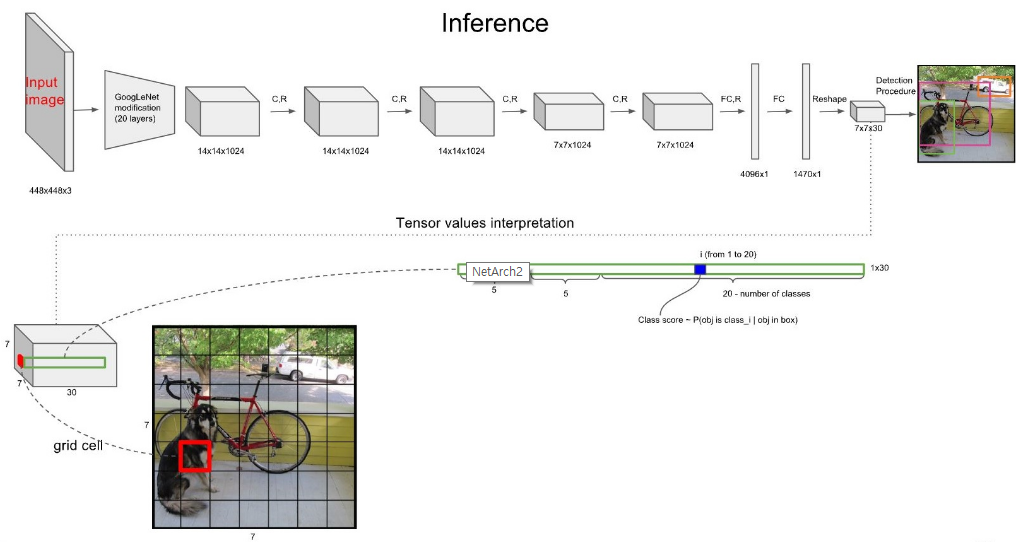 Inference
Input
image
GoogLeNet
modification
(20 layers)
C,R
C,R
C,R
C,R
FC,R
FC
Reshape
Detection
Procedure
448x448x3
14x14x1024
14x14x1024
14x14x1024
7x7x1024
7x7x1024
4096x1
1470x1
7x7x30
Tensor values interpretation
i (from 1 to 20)
NetArch2
1x30
5
5
20 - number of classes
Class score ~ P(obj is class_i | obj in box)
7
7
30
grid cell
7
7